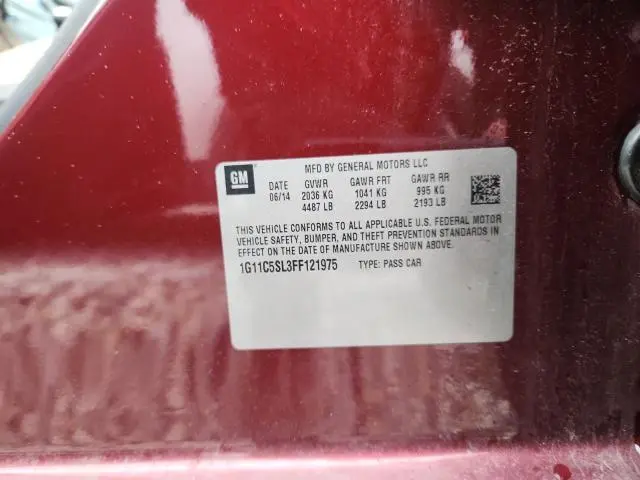 MFD BY GENERAL MOTORS LLC
GM
DATE GVWR GAWR FRT GAWR RR
06/14 2036 KG 1041 KG 995 KG
4487 LB 2294 LB 2193 LB
THIS VEHICLE CONFORMS TO ALL APPLICABLE U.S. FEDERAL MOTOR
VEHICLE SAFETY, BUMPER, AND THEFT PREVENTION STANDARDS
IN EFFECT ON THE DATE OF MANUFACTURE SHOWN ABOVE.
1G11C5SL3FF121975 TYPE: PASS CAR